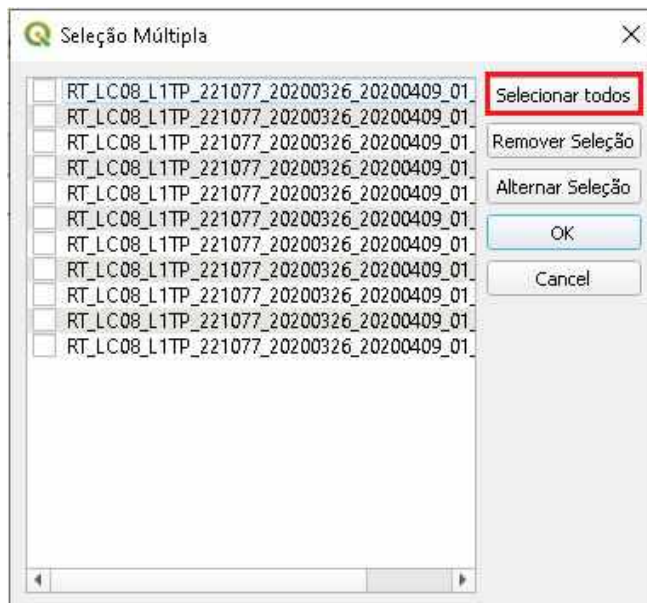 Seleção Múltipla
RT_LC08_L1TP_221077_20200326_20200409_01_
RT_LC08_L1TP_221077_20200326_20200409_01_
RT_LC08_L1TP_221077_20200326_20200409_01_
RT_LC08_L1TP_221077_20200326_20200409_01_
RT_LC08_L1TP_221077_20200326_20200409_01_
RT_LC08_L1TP_221077_20200326_20200409_01_
RT_LC08_L1TP_221077_20200326_20200409_01_
RT_LC08_L1TP_221077_20200326_20200409_01_
RT_LC08_L1TP_221077_20200326_20200409_01_
RT_LC08_L1TP_221077_20200326_20200409_01_
RT_LC08_L1TP_221077_20200326_20200409_01_
Selecionar todos
Remover Seleção
Alternar Seleção
OK
Cancel